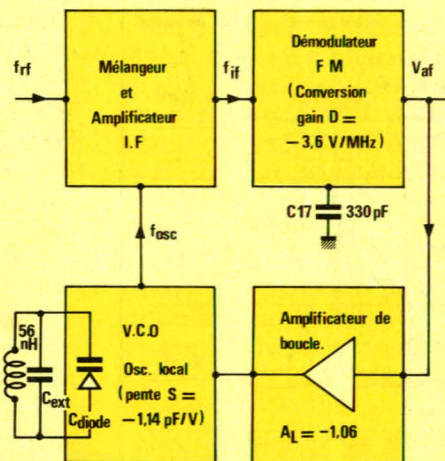 frf
Mélangeur
et
Amplificateur
I.F
fif
Démodulateur
F M
( Conversion
gain D =
− 3,6 V/MHz )
Vaf
C17
330 pF
fosc
56
nH
Cext
Cdiode
V.C.O
Osc. local
( pente S =
−1,14 pF/V )
Amplificateur de
boucle.
AL = −1,06